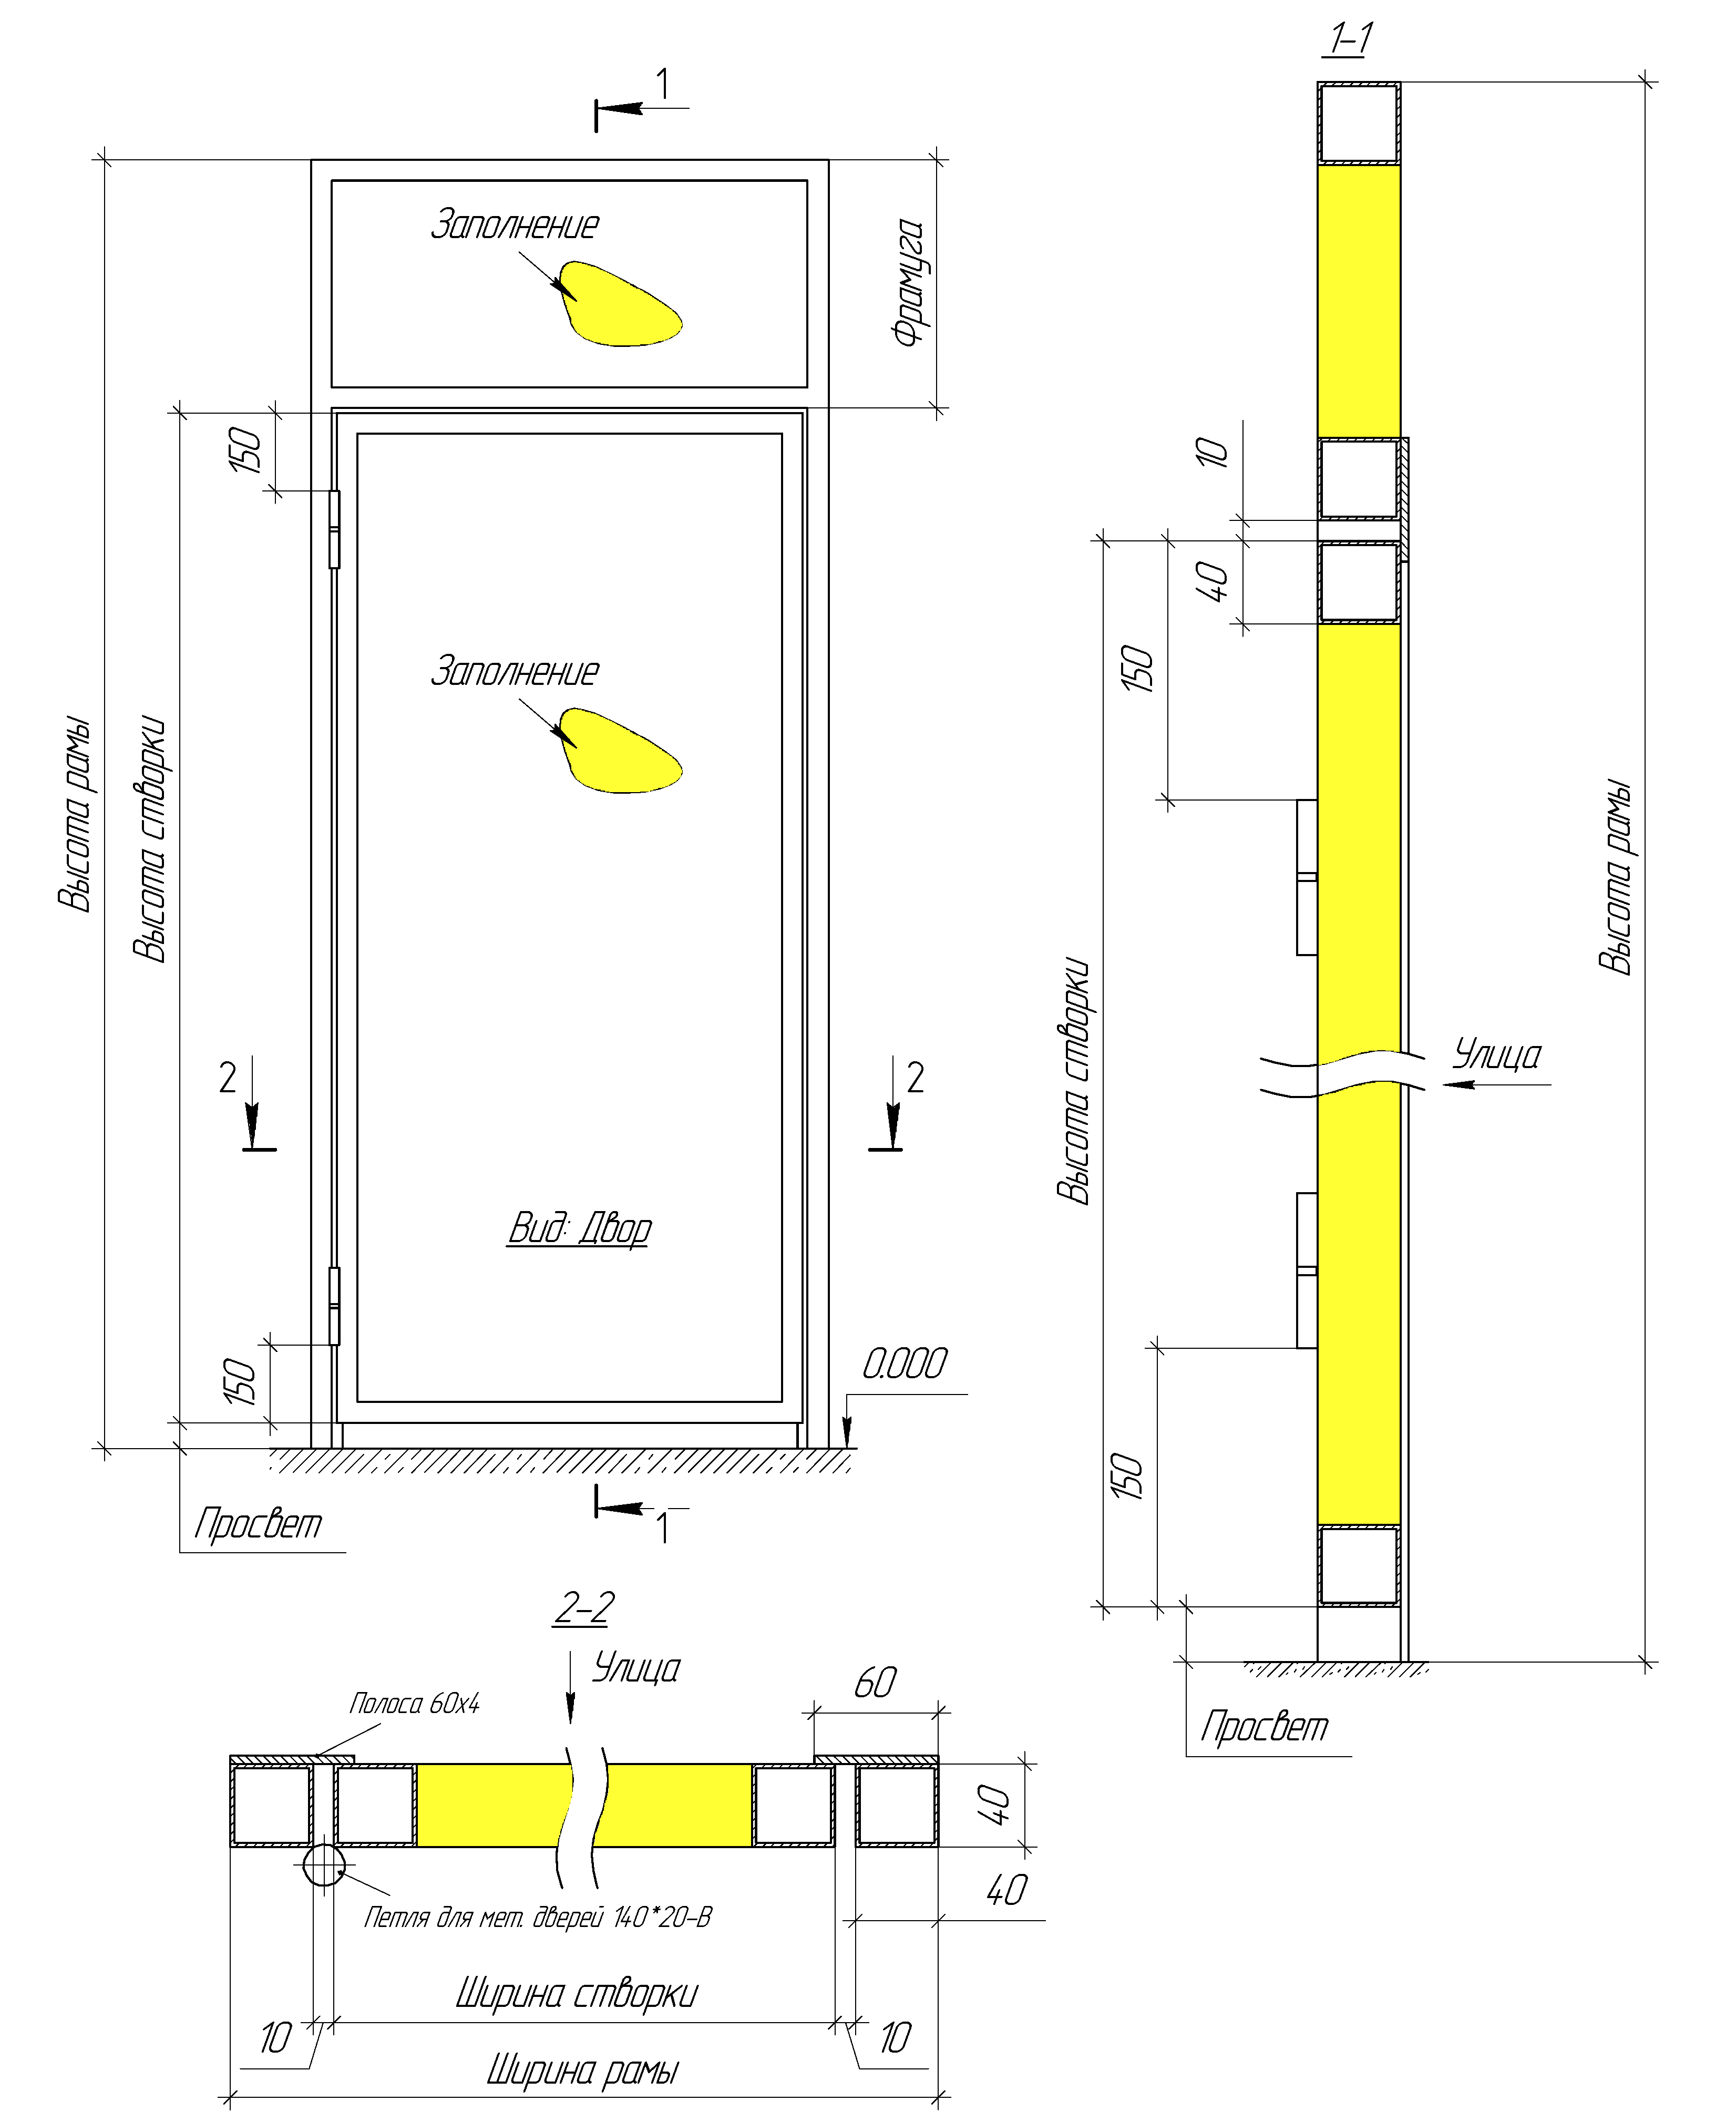 1
Заполнение
Фрамуга
150
Заполнение
Высота рамы
Высота створки
2
2
Вид: Двор
150
0.000
Просвет
1
1-1
10
40
150
Высота створки
Улица
Высота рамы
150
Просвет
2-2
Улица
Полоса 60х4
60
40
40
Петля для мет. дверей 140*20-В
Ширина створки
10
10
Ширина рамы